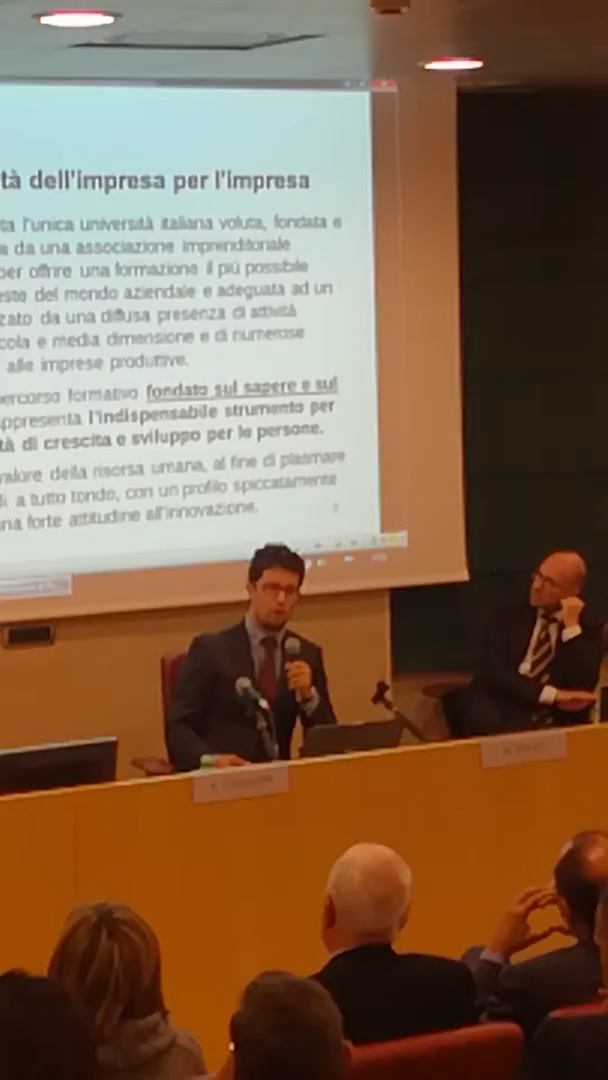 tà dell'impresa per l'impresa
ta l'unica università italiana voluta, fondata e
a da una associazione imprenditoriale
per offrire una formazione il più possibile
este del mondo aziendale e adeguata ad un
zato da una diffusa presenza di attività
cola e media dimensione e di numerose
alle imprese produttive.
percorso formativo fondato sul sapere e sul
ppresenta l'indispensabile strumento per
tà di crescita e sviluppo per le persone.
valore della risorsa umana, al fine di plasmare
li a tutto tondo, con un profilo spiccatamente
na forte attitudine all'innovazione.